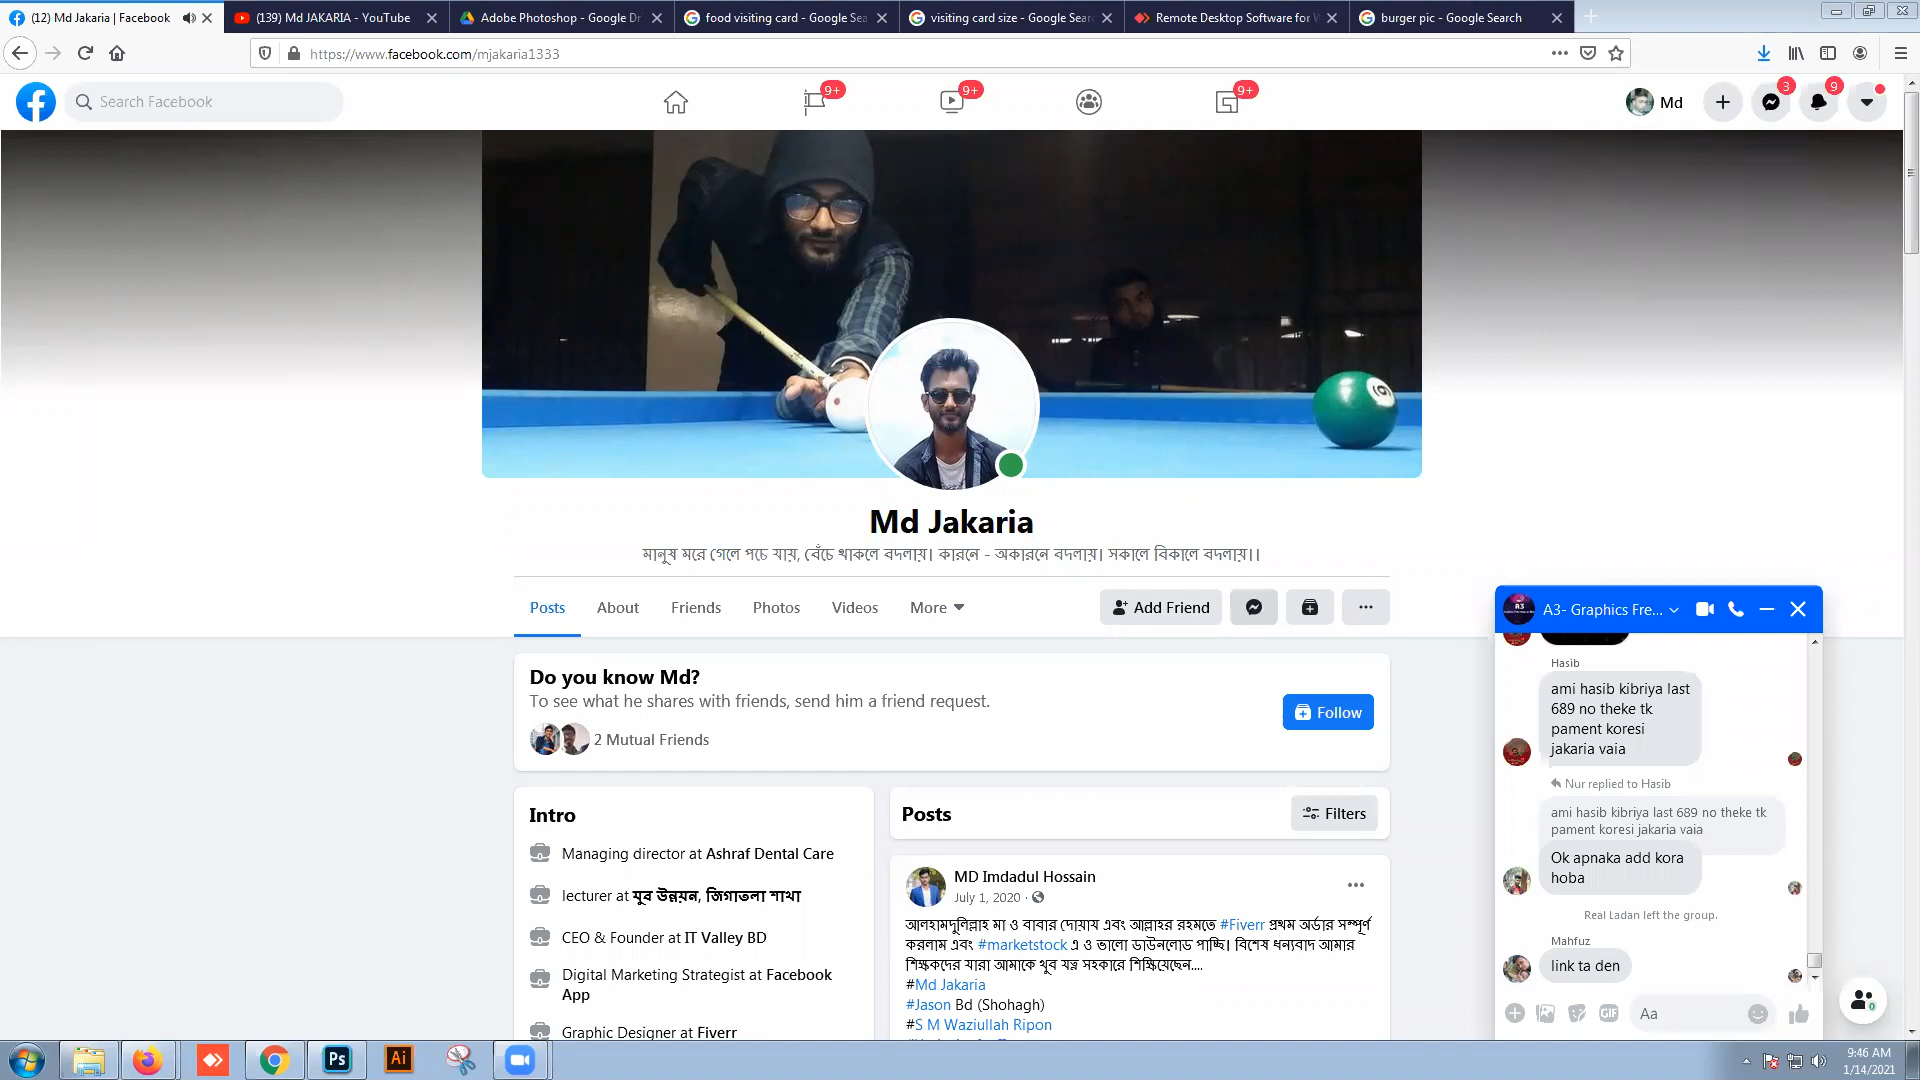 (12) Md Jakaria | Facebook
(139) Md JAKARIA - YouTube
Adobe Photoshop - Google Dr
food visiting card - Google Sea
visiting card size - Google Searc
Remote Desktop Software for W
burger pic - Google Search
https://www.facebook.com/mjakaria1333
Search Facebook
9+
9+
9+
Md
3
9
Md Jakaria
মানুষ মরে গেলে পচে যায়, বেঁচে থাকলে বদলায়। কারনে - অকারনে বদলায়। সকালে বিকালে বদলায়।।
Posts
About
Friends
Photos
Videos
More
Add Friend
Do you know Md?
To see what he shares with friends, send him a friend request.
Follow
2 Mutual Friends
Intro
Managing director at Ashraf Dental Care
lecturer at যুব উন্নয়ন, জিগাতলা শাখা
CEO & Founder at IT Valley BD
Digital Marketing Strategist at Facebook
App
Graphic Designer at Fiverr
Posts
Filters
MD Imdadul Hossain
July 1, 2020
আলহামদুলিল্লাহ মা ও বাবার দোয়ায় এবং আল্লাহর রহমতে #Fiverr প্রথম অর্ডার সম্পূর্ণ
করলাম এবং #marketstock এ ও ভালো ডাউনলোড পাচ্ছি। বিশেষ ধন্যবাদ আমার
শিক্ষকদের যারা আমাকে খুব যত্ন সহকারে শিক্ষিয়েছেন....
#Md Jakaria
#Jason Bd (Shohagh)
#S M Waziullah Ripon
A3
A3- Graphics Fre...
Hasib
ami hasib kibriya last
689 no theke tk
pament koresi
jakaria vaia
Nur replied to Hasib
ami hasib kibriya last 689 no theke tk
pament koresi jakaria vaia
Ok apnaka add kora
hoba
Real Ladan left the group.
Mahfuz
link ta den
GIF
Aa
0
Ps
Ai
9:46 AM
1/14/2021